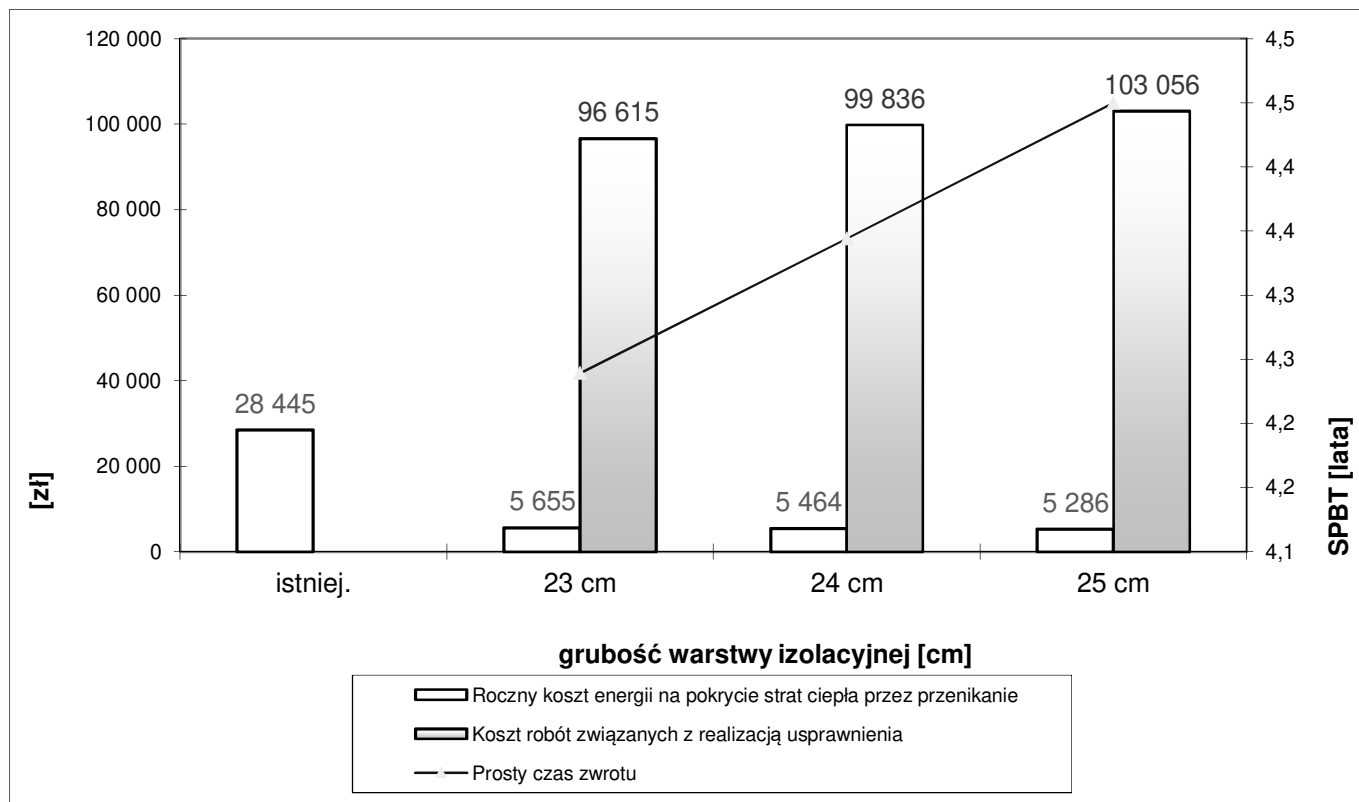 120 000
100 000
80 000
60 000
40 000
20 000
0
[zł]
28 445
5 655
96 615
5 464
99 836
5 286
103 056
4,5
4,5
4,4
4,4
4,3
4,3
4,2
4,2
4,1
SPBT [lata]
istniej.
23 cm
24 cm
25 cm
grubość warstwy izolacyjnej [cm]
Roczny koszt energii na pokrycie strat ciepła przez przenikanie
Koszt robót związanych z realizacją usprawnienia
Prosty czas zwrotu